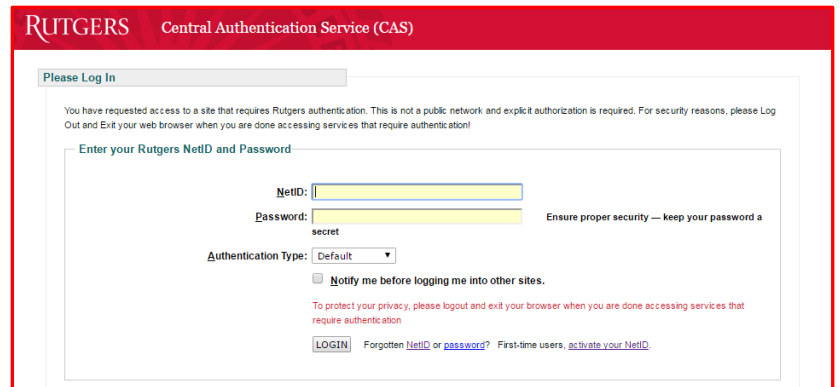 RUTGERS Central Authentication Service (CAS)
Please Log In
You have requested access to a site that requires Rutgers authentication. This is not a public network and explicit authorization is required. For security reasons, please Log
Out and Exit your web browser when you are done accessing services that require authentication!
Enter your Rutgers NetID and Password
NetID:
Password: Ensure proper security — keep your password a
secret
Authentication Type: Default
Notify me before logging me into other sites.
To protect your privacy, please logout and exit your browser when you are done accessing services that
require authentication
LOGIN Forgotten NetID or password? First-time users, activate your NetID.